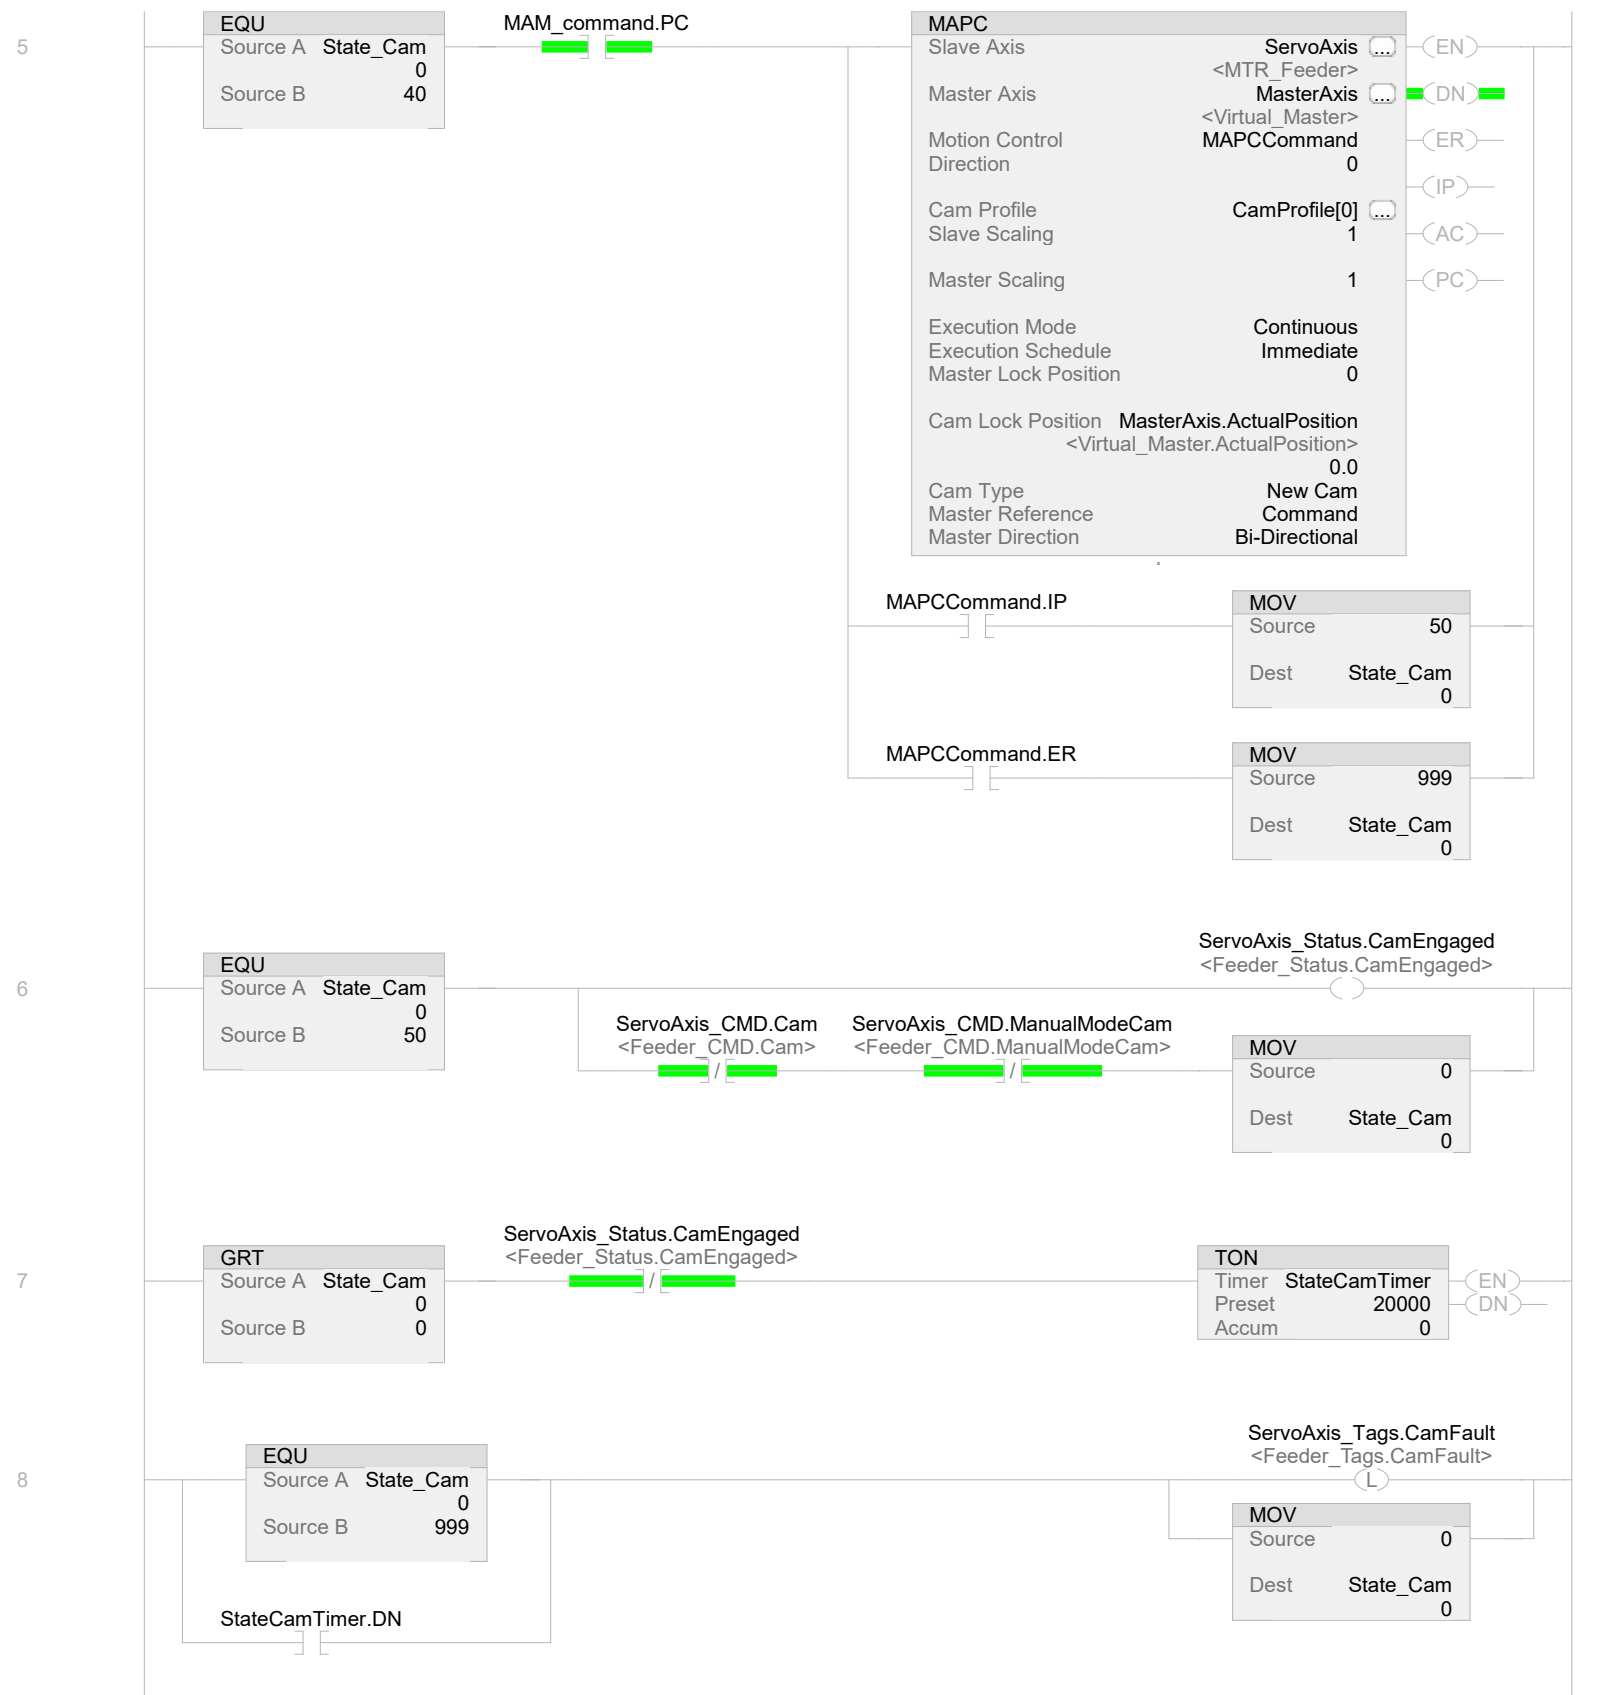 5
EQU
Source A State_Cam
0
Source B 40
MAM_command.PC
MAPC
Slave Axis ServoAxis ...
<MTR_Feeder>
Master Axis MasterAxis ...
<Virtual_Master>
Motion Control MAPCCommand
Direction 0
Cam Profile CamProfile[0] ...
Slave Scaling 1
Master Scaling 1
Execution Mode Continuous
Execution Schedule Immediate
Master Lock Position 0
Cam Lock Position MasterAxis.ActualPosition
<Virtual_Master.ActualPosition>
0.0
Cam Type New Cam
Master Reference Command
Master Direction Bi-Directional
EN
DN
ER
IP
AC
PC
MAPCCommand.IP
MOV
Source 50
Dest State_Cam
0
MAPCCommand.ER
MOV
Source 999
Dest State_Cam
0
6
EQU
Source A State_Cam
0
Source B 50
ServoAxis_Status.CamEngaged
<Feeder_Status.CamEngaged>
ServoAxis_CMD.Cam
<Feeder_CMD.Cam>
/
ServoAxis_CMD.ManualModeCam
<Feeder_CMD.ManualModeCam>
/
MOV
Source 0
Dest State_Cam
0
7
GRT
Source A State_Cam
0
Source B 0
ServoAxis_Status.CamEngaged
<Feeder_Status.CamEngaged>
/
TON
Timer StateCamTimer
Preset 20000
Accum 0
EN
DN
8
EQU
Source A State_Cam
0
Source B 999
StateCamTimer.DN
ServoAxis_Tags.CamFault
<Feeder_Tags.CamFault>
L
MOV
Source 0
Dest State_Cam
0